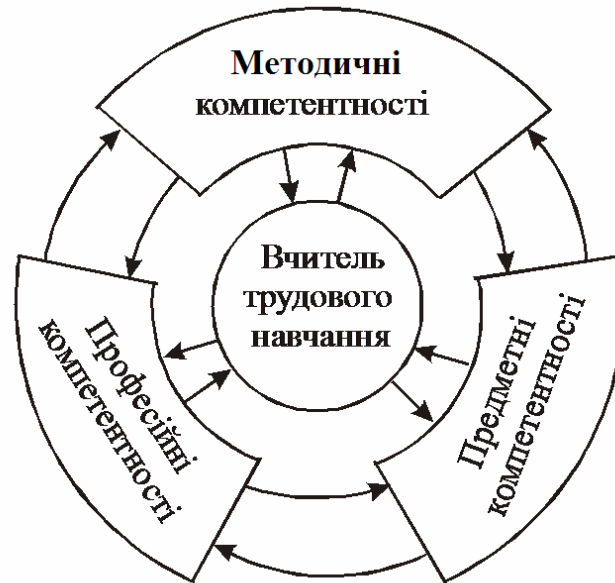 Методичні
компетентності
Вчитель
трудового
навчання
Професійні
компетентності
Предметні
компетентності